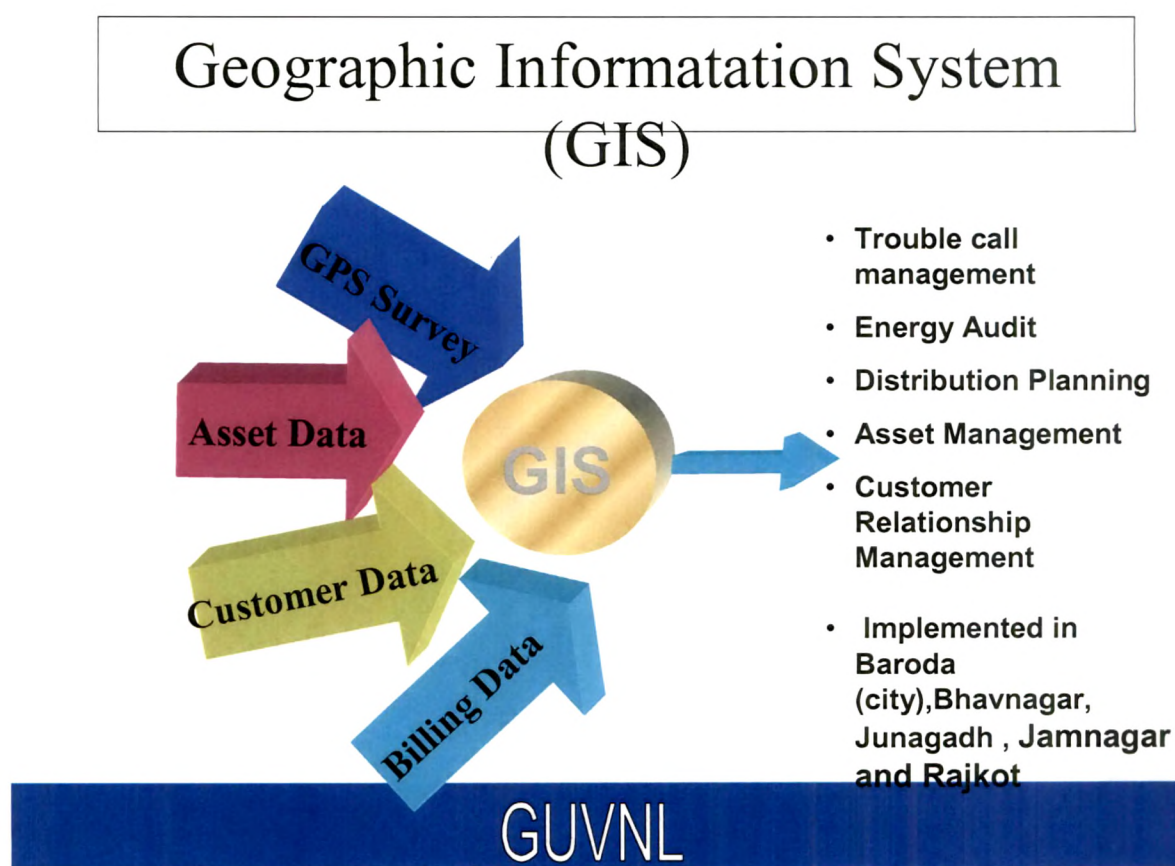 Geographic Informatation System
(GIS)
GPS Survey
Asset Data
Customer Data
Billing Data
GIS
• Trouble call
management
• Energy Audit
• Distribution Planning
• Asset Management
• Customer
Relationship
Management
• Implemented in
Baroda
(city),Bhavnagar,
Junagadh , Jamnagar
and Rajkot
GUVNL